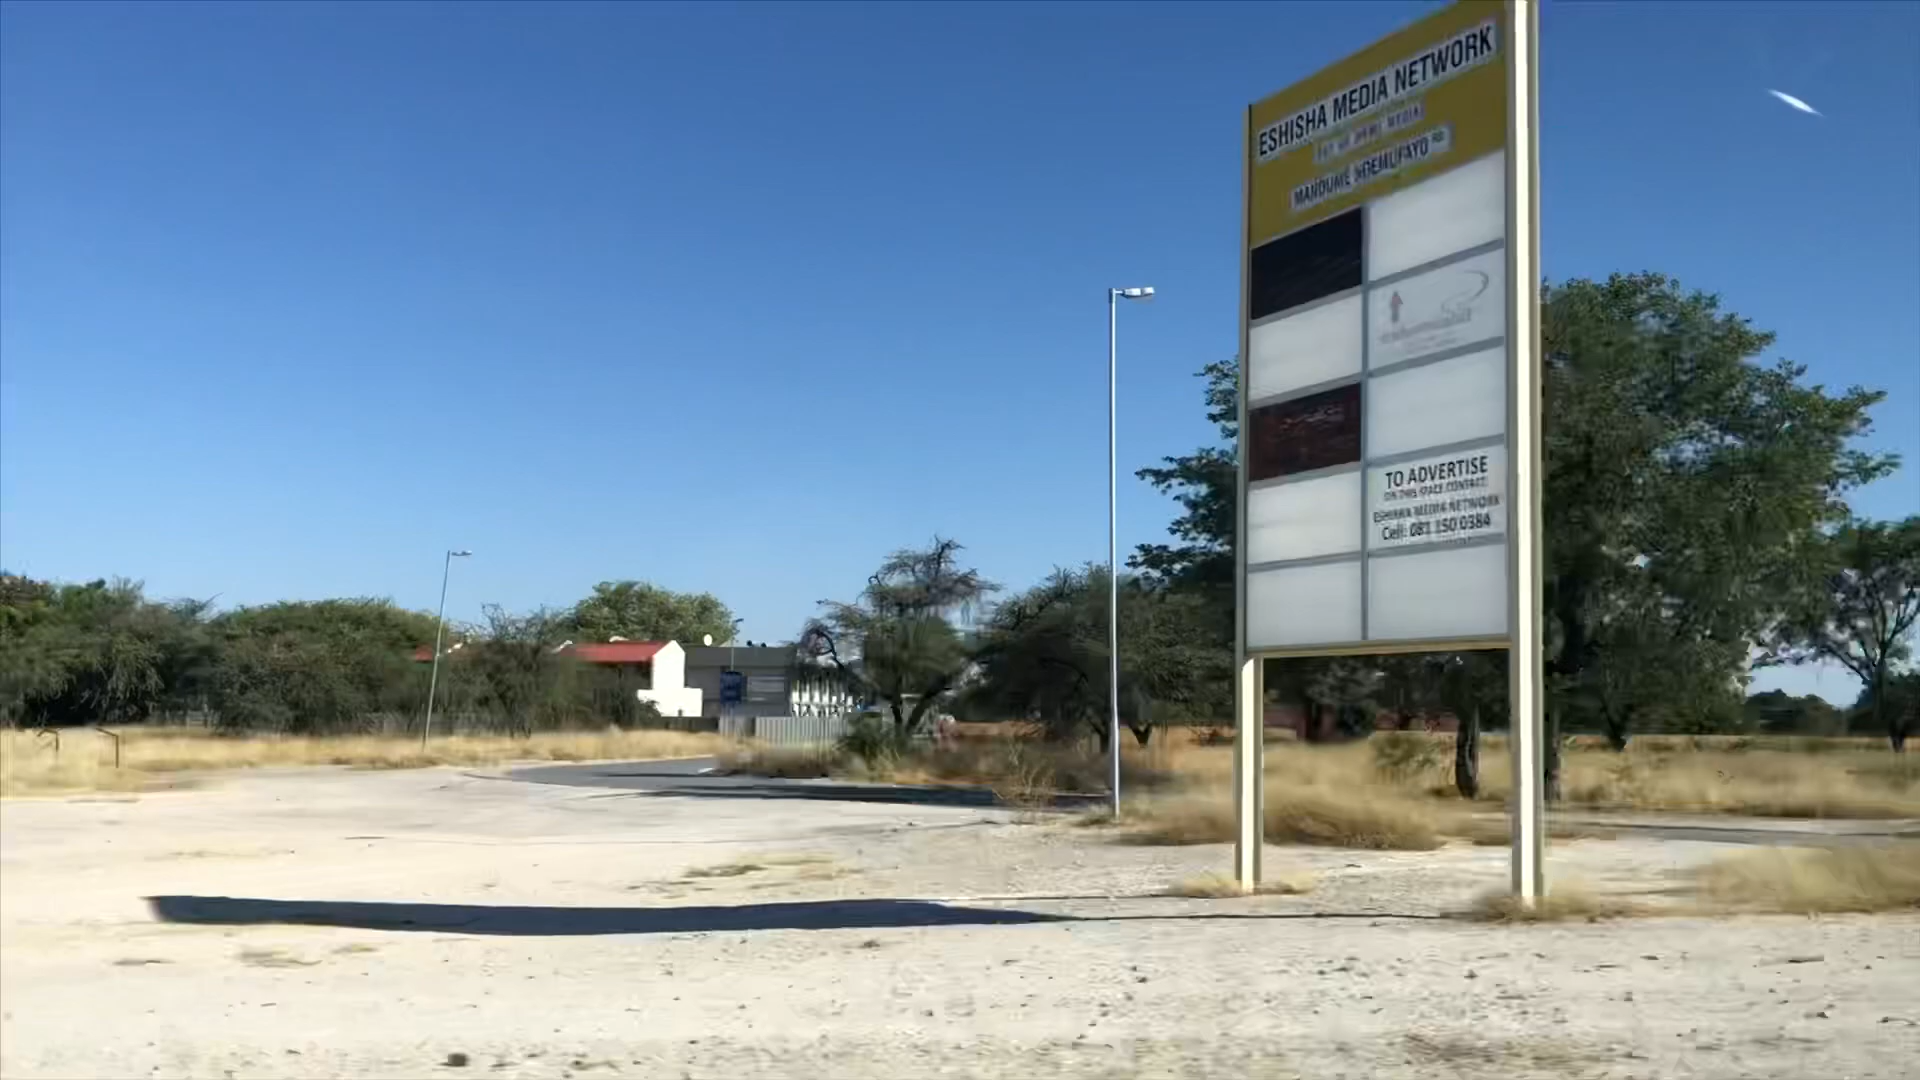 ESHISHA MEDIA NETWORK
MEDIA
MANDUME NDEMUFAYO RD
TO ADVERTISE
ON THIS SPACE CONTACT:
ESHISHA MEDIA NETWORK
Cell: 081 150 0384